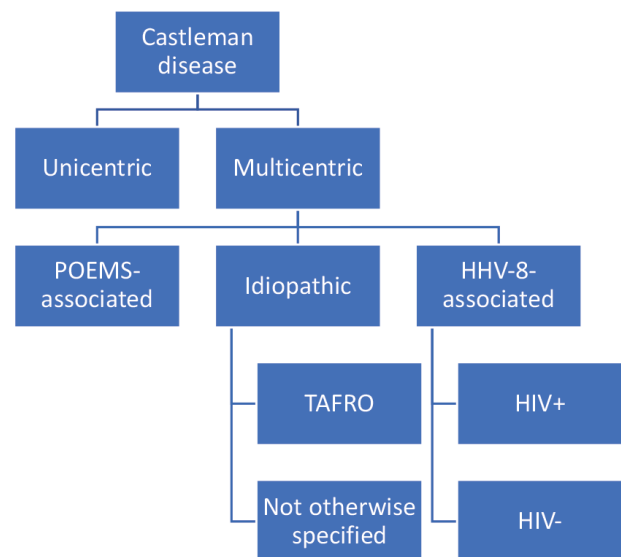 Castleman
disease
Unicentric
Multicentric
POEMS-
associated
Idiopathic
HHV-8-
associated
TAFRO
HIV+
Not otherwise
specified
HIV-